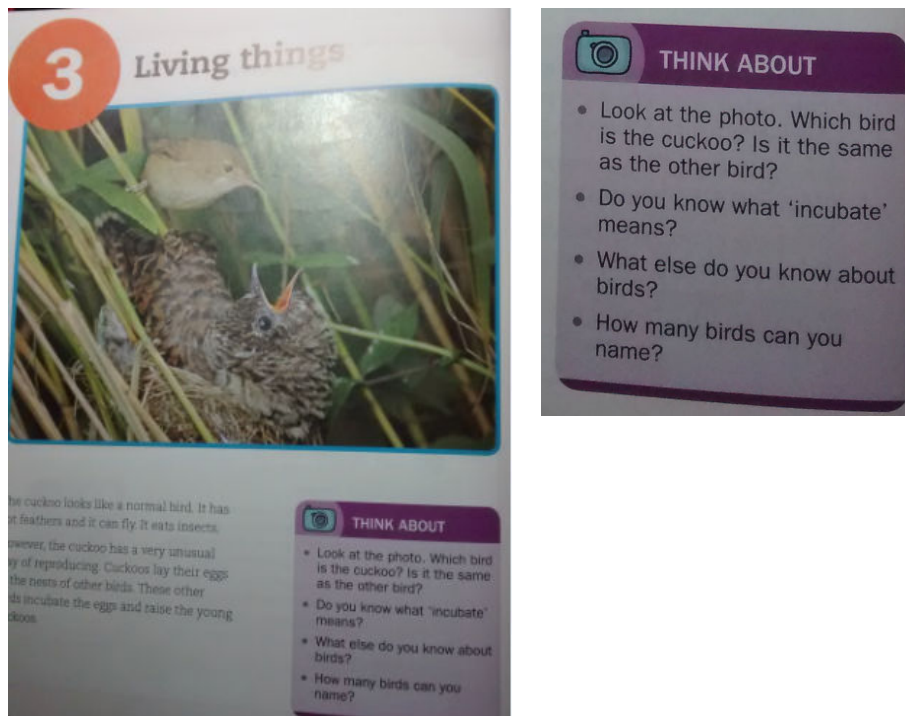 3
Living things
cuckoo looks like a normal bird. It has
feathers and it can fly. It eats insects.
the cuckoo has a very unusual
of reproducing. Cuckoos lay their eggs
the nests of other birds. These other
incubate the eggs and raise the young
THINK ABOUT
• Look at the photo. Which bird
is the cuckoo? Is it the same
as the other bird?
• Do you know what 'incubate'
means?
• What else do you know about
birds?
• How many birds can you
name?
THINK ABOUT
• Look at the photo. Which bird
is the cuckoo? Is it the same
as the other bird?
• Do you know what 'incubate'
means?
• What else do you know about
birds?
• How many birds can you
name?